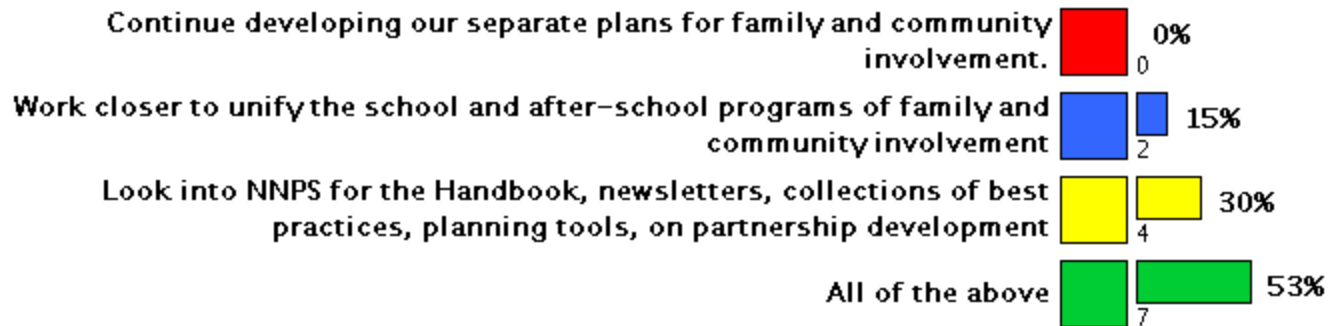 Continue developing our separate plans for family and community
involvement.
0%
0
Work closer to unify the school and after-school programs of family and
community involvement
15%
2
Look into NNPS for the Handbook, newsletters, collections of best
practices, planning tools, on partnership development
30%
4
All of the above
53%
7